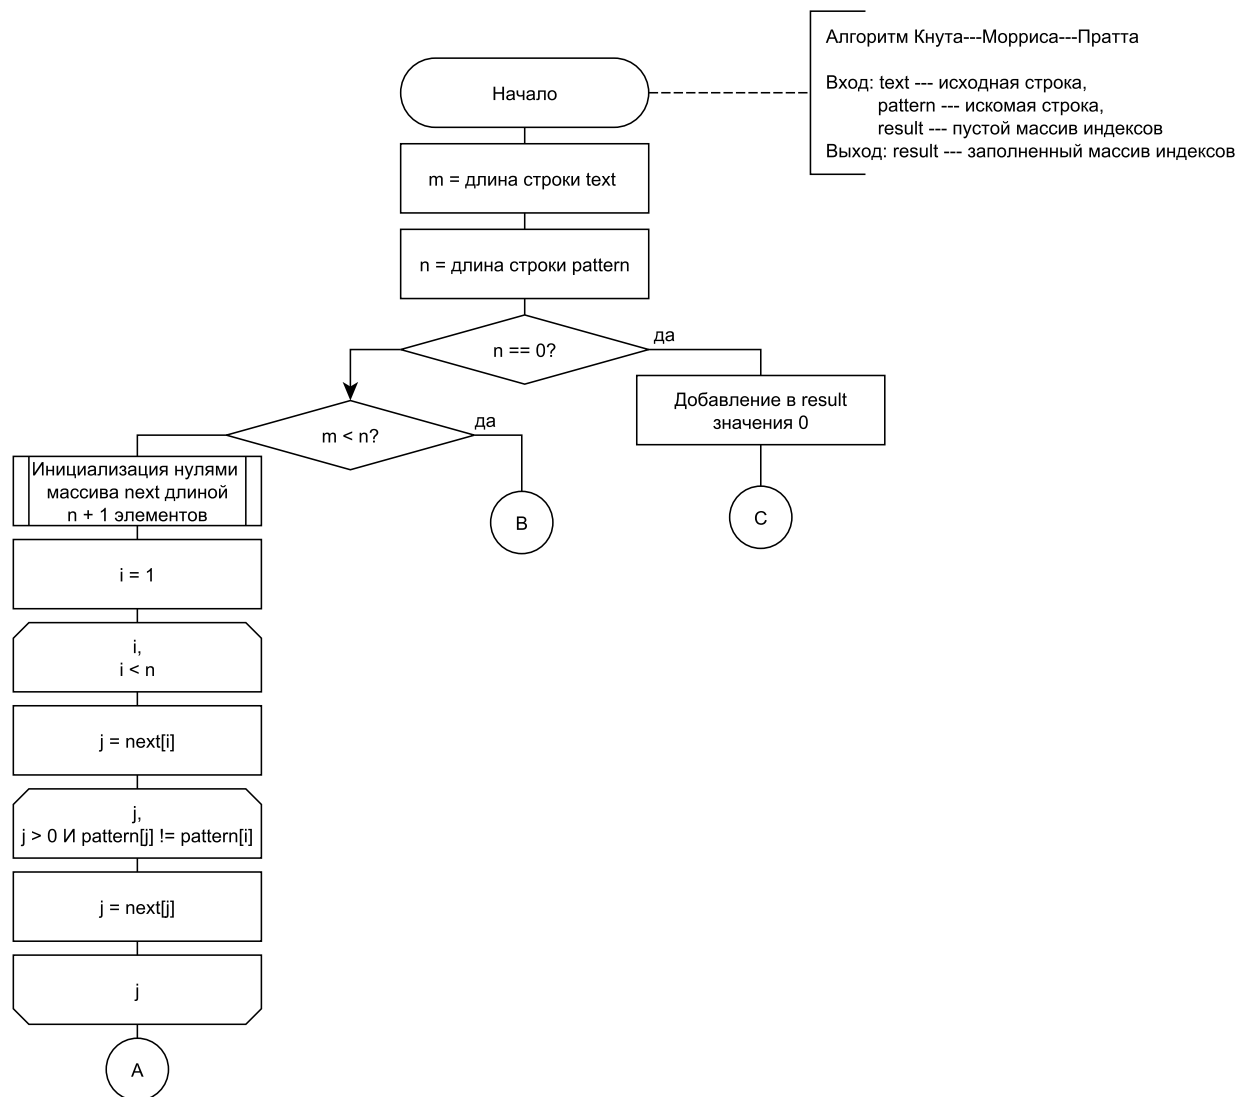 Алгоритм Кнута---Морриса---Пратта
Вход: text --- исходная строка,
pattern --- искомая строка,
result --- пустой массив индексов
Выход: result --- заполненный массив индексов
Начало
m = длина строки text
n = длина строки pattern
n == 0?
да
Добавление в result
значения 0
m < n?
да
Инициализация нулями
массива next длиной
n + 1 элементов
B
C
i = 1
i,
i < n
j = next[i]
j,
j > 0 И pattern[j] != pattern[i]
j = next[j]
j
A